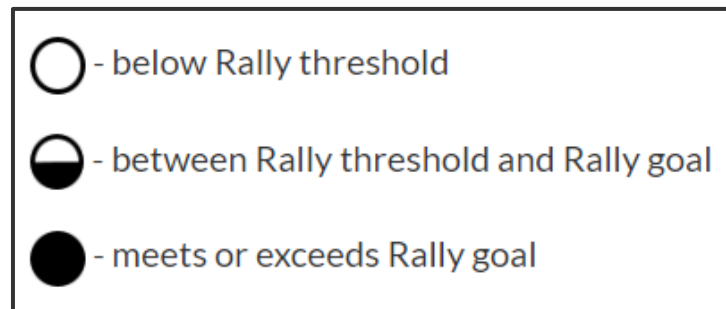 - below Rally threshold
- between Rally threshold and Rally goal
- meets or exceeds Rally goal